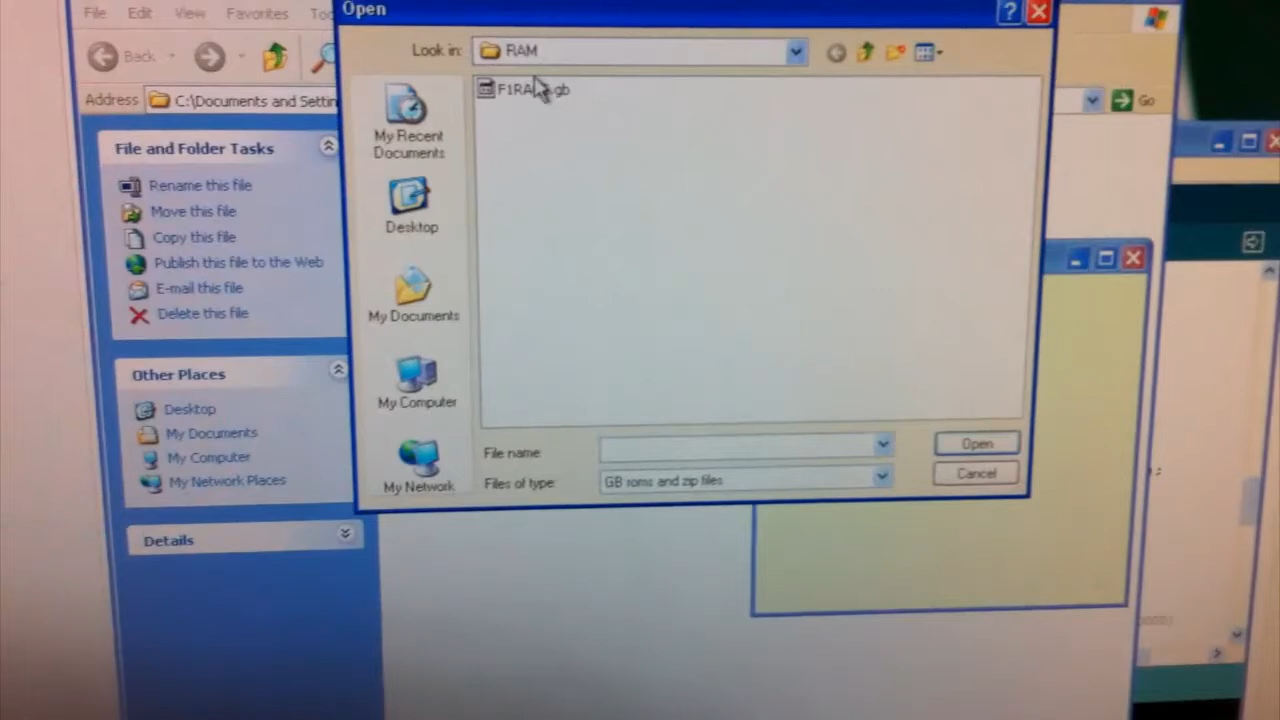 File Edit View Favorites
Open
Back
Look in: RAM
Address C:\Documents and Settin
Go
My Recent
Documents
Desktop
My Documents
My Computer
My Network
File name:
Open
Files of type: GB roms and zip files
Cancel
File and Folder Tasks
Rename this file
Move this file
Copy this file
Publish this file to the Web
E-mail this file
Delete this file
Other Places
Desktop
My Documents
My Computer
My Network Places
Details